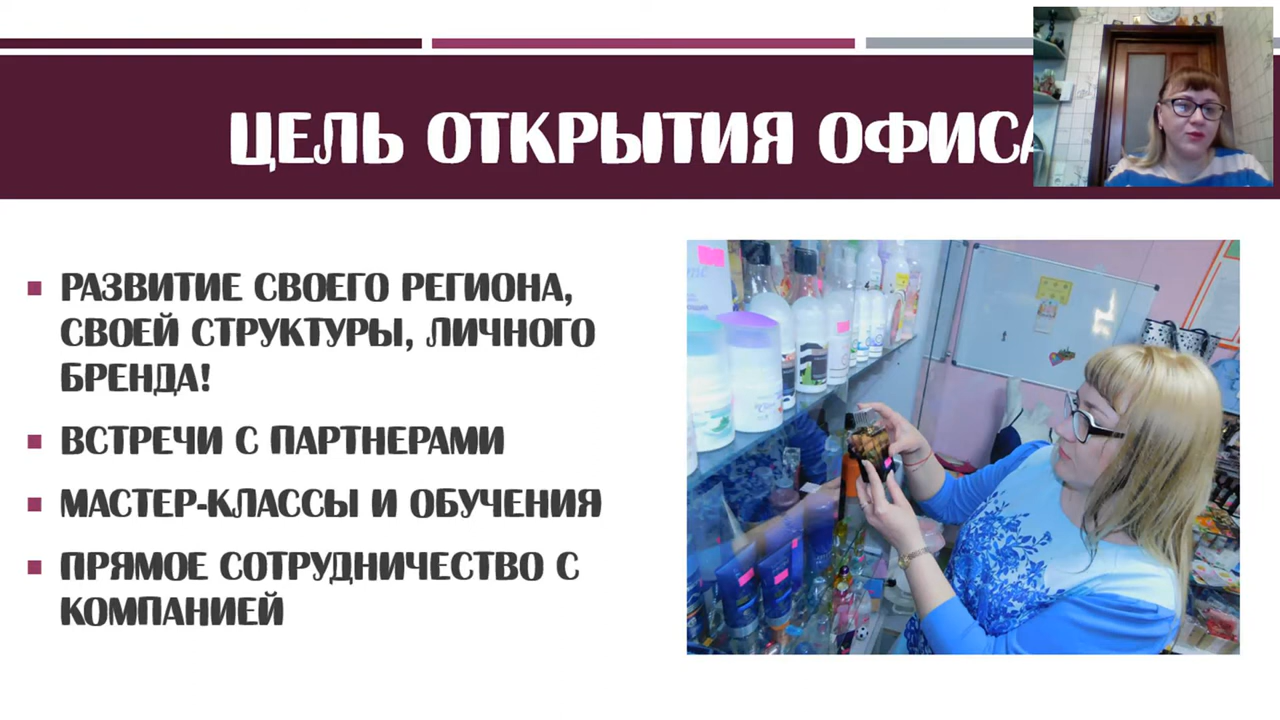 ЦЕЛЬ ОТКРЫТИЯ ОФИСА
РАЗВИТИЕ СВОЕГО РЕГИОНА,
СВОЕЙ СТРУКТУРЫ, ЛИЧНОГО
БРЕНДА!
ВСТРЕЧИ С ПАРТНЕРАМИ
МАСТЕР-КЛАССЫ И ОБУЧЕНИЯ
ПРЯМОЕ СОТРУДНИЧЕСТВО С
КОМПАНИЕЙ